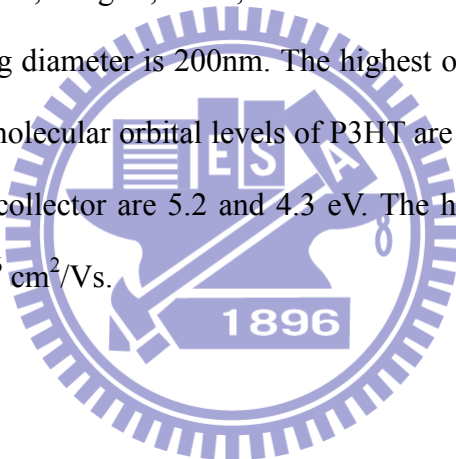 g diameter is 200nm. The highest o
molecular orbital levels of P3HT are
collector are 5.2 and 4.3 eV. The h
cm²/Vs.
E S A
1896